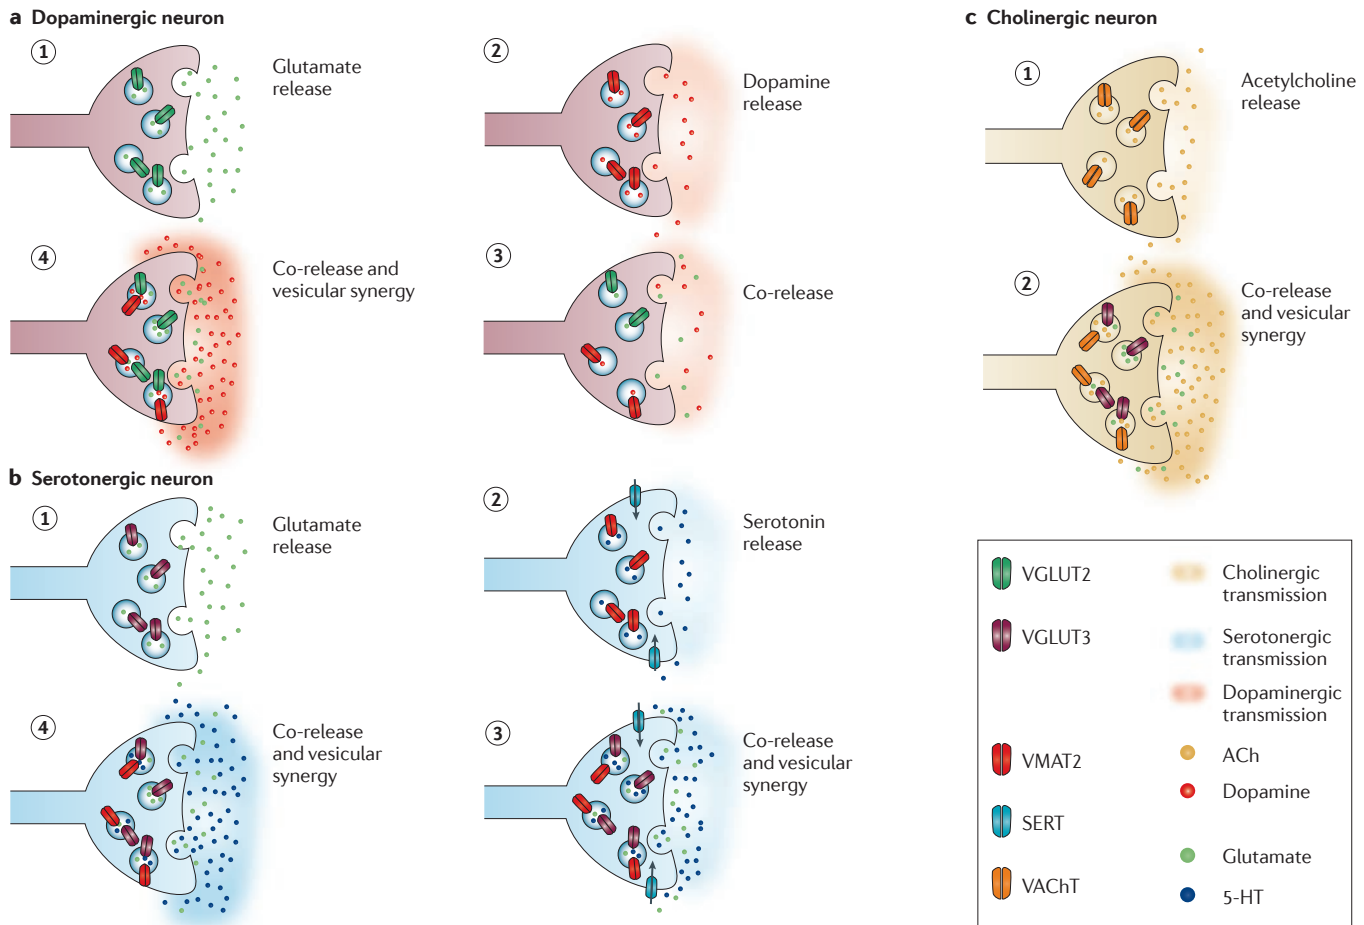 a Dopaminergic neuron
1
Glutamate
release
2
Dopamine
release
4
Co-release and
vesicular synergy
3
Co-release
b Serotonergic neuron
1
Glutamate
release
2
Serotonin
release
4
Co-release
and vesicular
synergy
3
Co-release
and vesicular
synergy
c Cholinergic neuron
1
Acetylcholine
release
2
Co-release
and vesicular
synergy
VGLUT2
VGLUT3
VMAT2
SERT
VAChT
Cholinergic
transmission
Serotonergic
transmission
Dopaminergic
transmission
ACh
Dopamine
Glutamate
5-HT